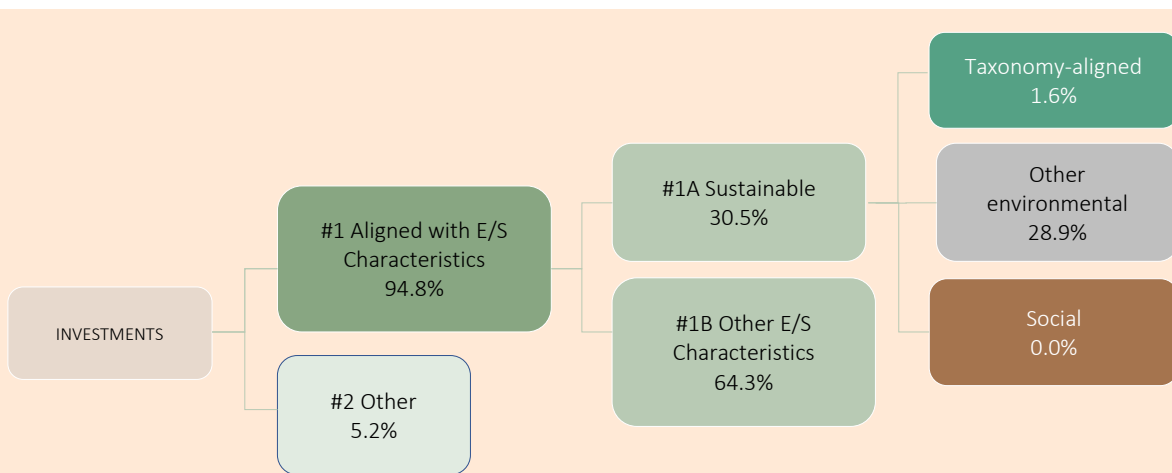 INVESTMENTS
#1 Aligned with E/S
Characteristics
94.8%
#2 Other
5.2%
#1A Sustainable
30.5%
#1B Other E/S
Characteristics
64.3%
Taxonomy-aligned
1.6%
Other
environmental
28.9%
Social
0.0%